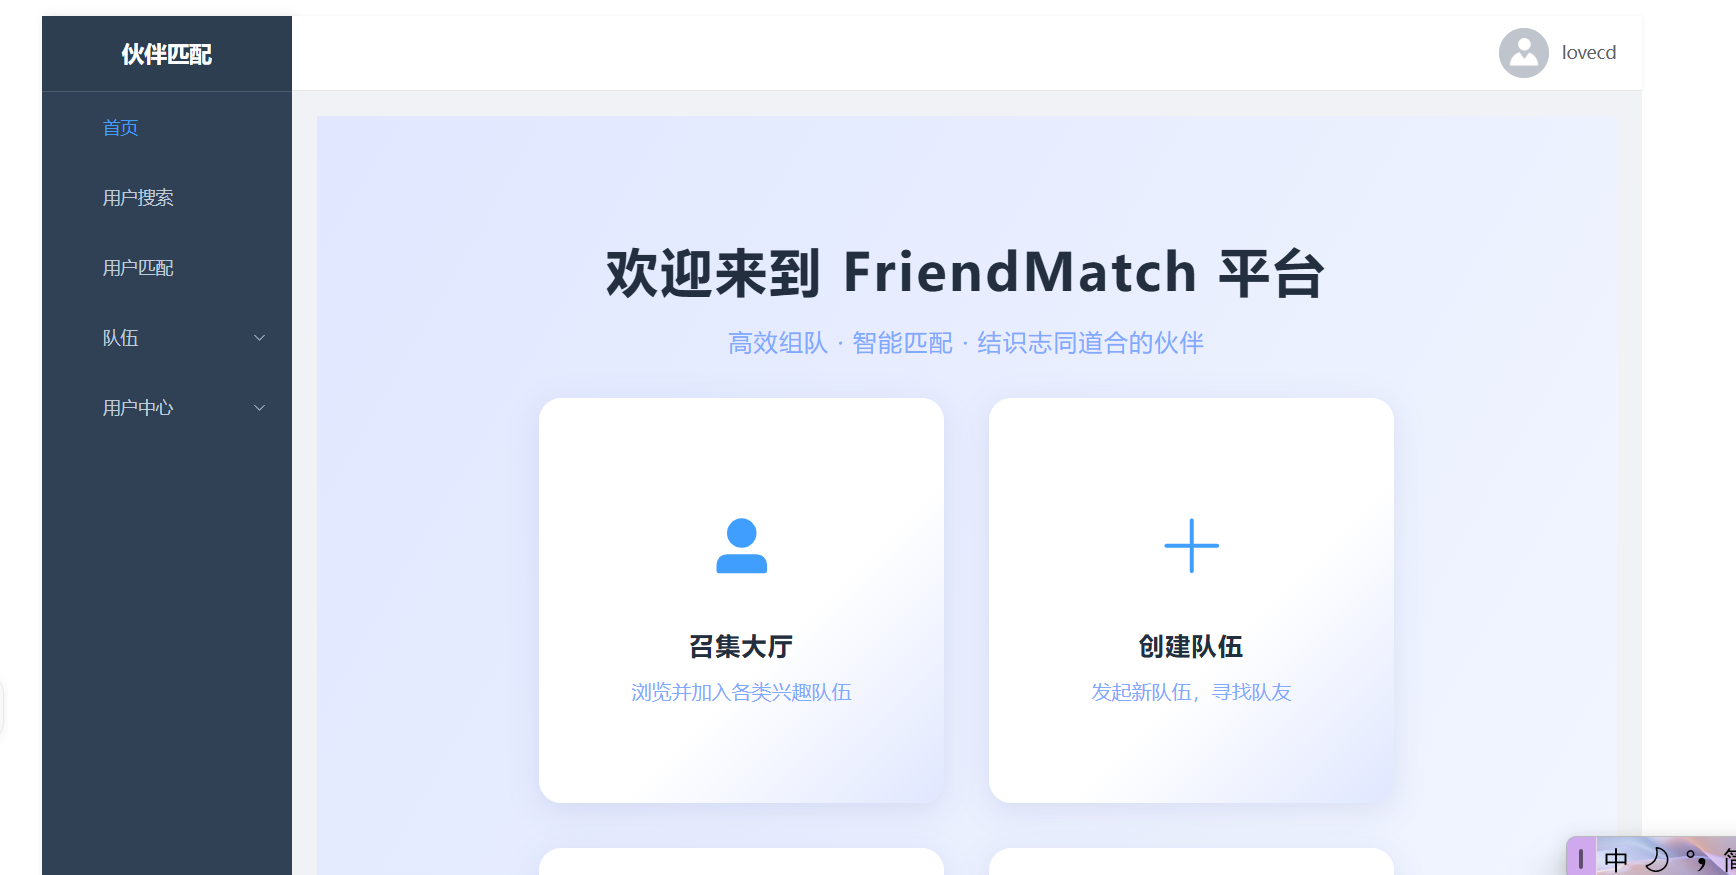 伙伴匹配
lovecd
首页
用户搜索
用户匹配
队伍
用户中心
欢迎来到 FriendMatch 平台
高效组队 · 智能匹配 · 结识志同道合的伙伴
召集大厅
浏览并加入各类兴趣队伍
创建队伍
发起新队伍，寻找队友
中